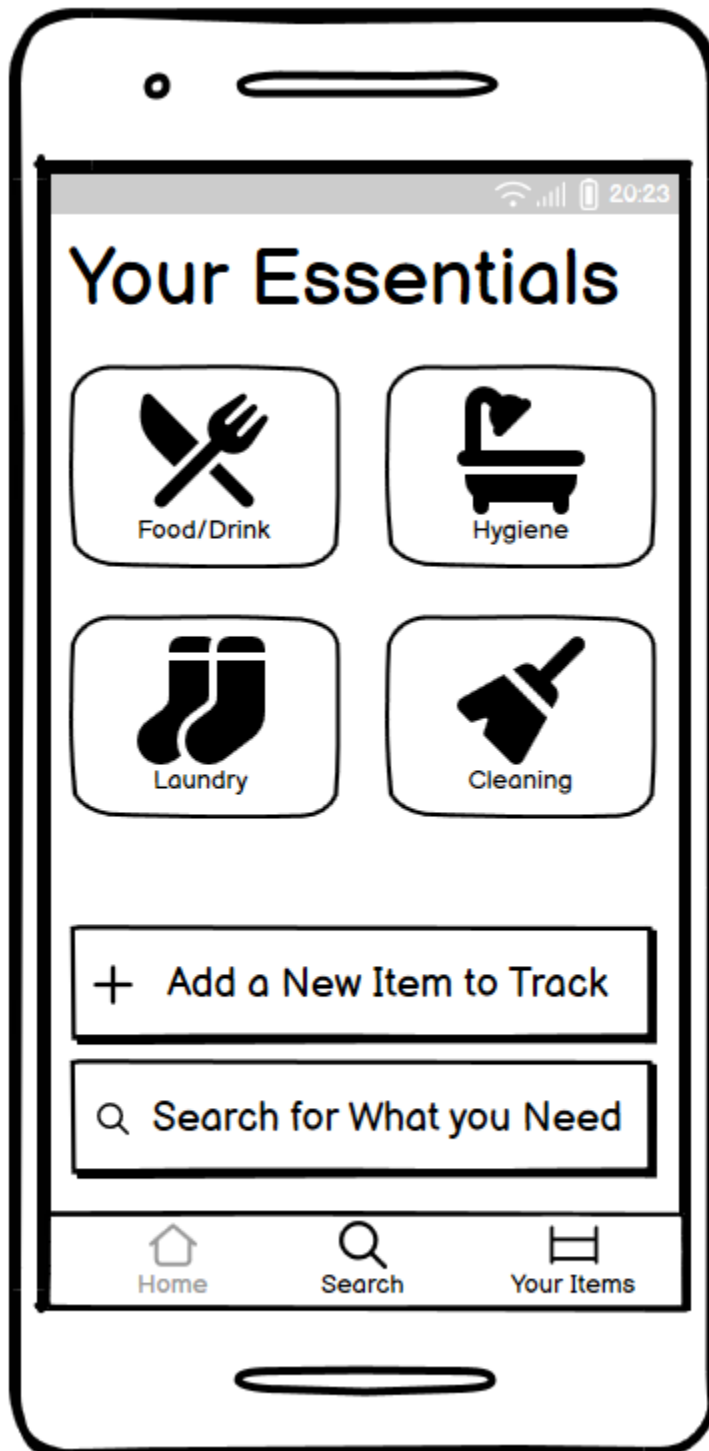 20:23
Your Essentials
Food/Drink
Hygiene
Laundry
Cleaning
Add a New Item to Track
Search for What you Need
Home
Search
Your Items